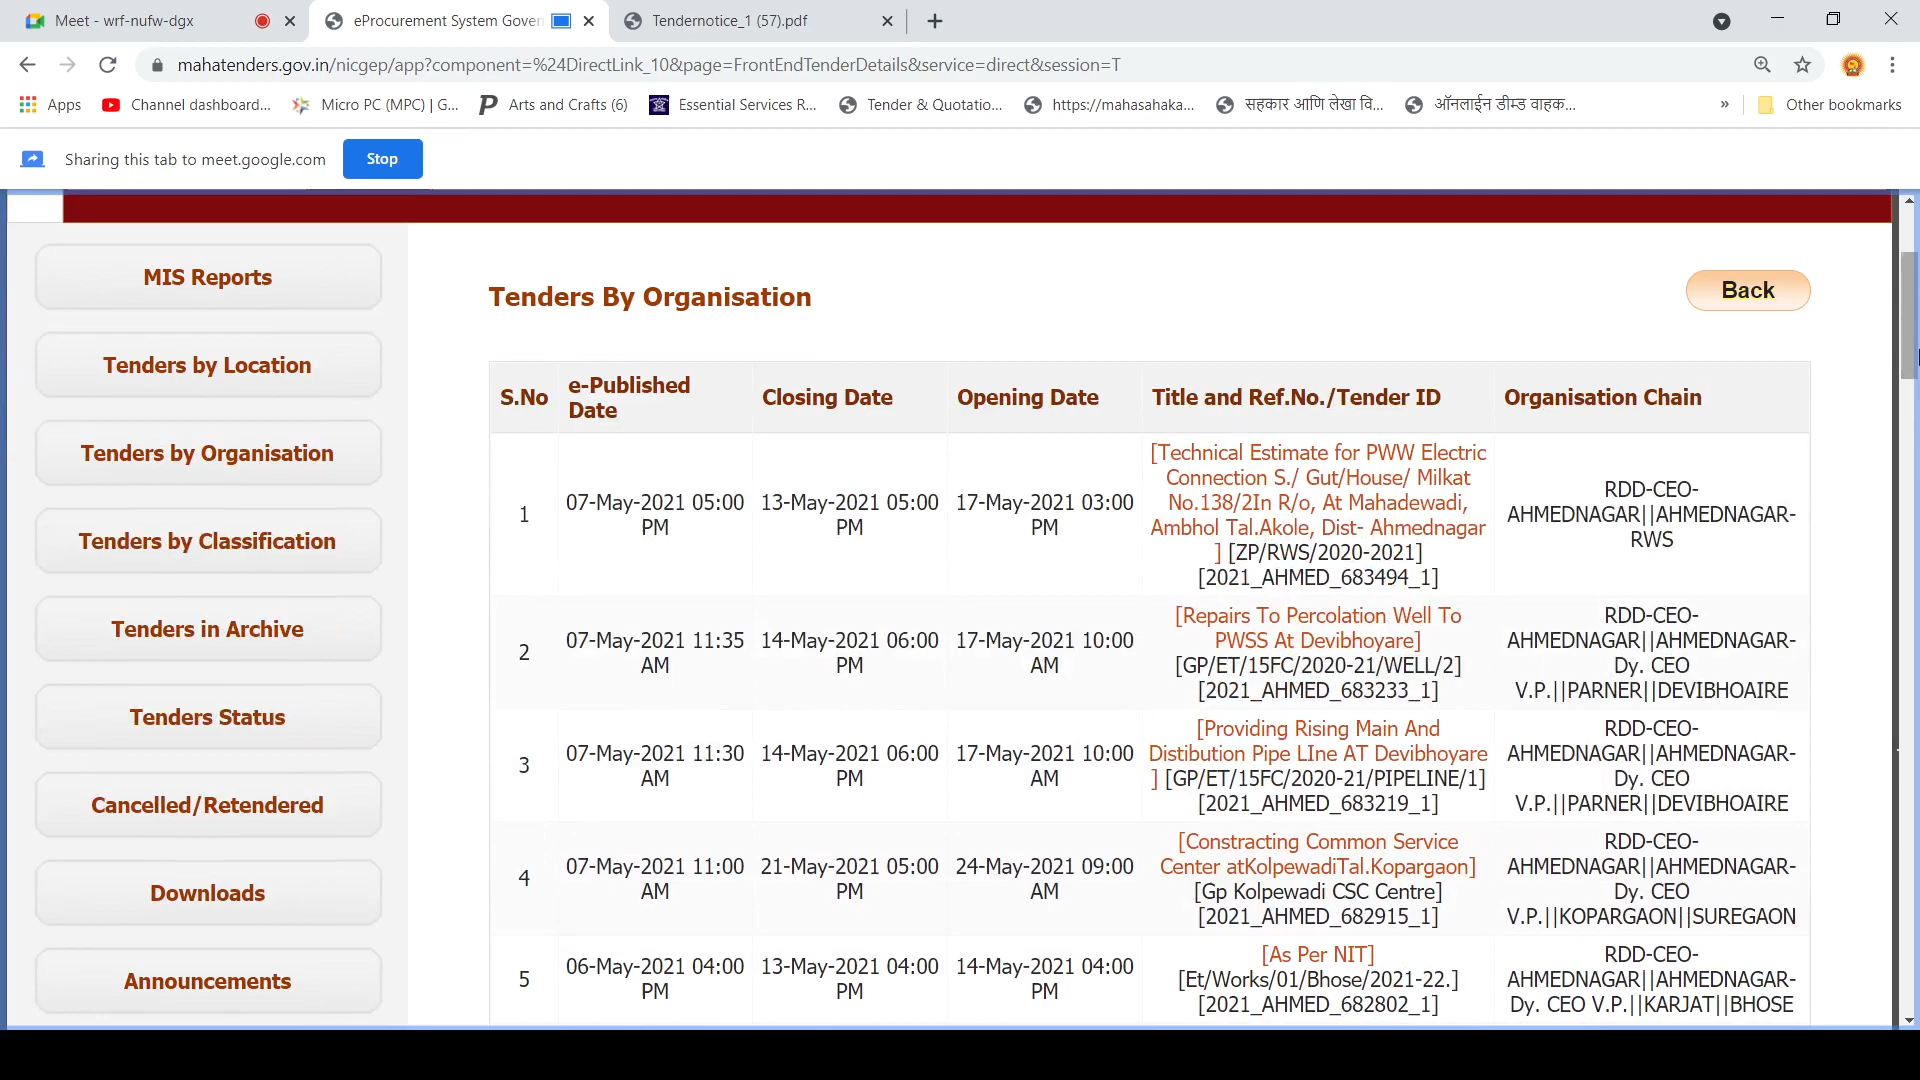 Meet - wrf-nufw-dgx
eProcurement System Gover
Tendernotice_1 (57).pdf
mahatenders.gov.in/nicgep/app?component=%24DirectLink_10&page=FrontEndTenderDetails&service=direct&session=T
Apps
Channel dashboard...
Micro PC (MPC) | G...
Arts and Crafts (6)
Essential Services R...
Tender & Quotatio...
https://mahasahaka...
सहकार आणि लेखा वि...
ऑनलाईन डीम्ड वाहक...
»
Other bookmarks
Sharing this tab to meet.google.com
Stop
MIS Reports
Tenders by Location
Tenders by Organisation
Tenders by Classification
Tenders in Archive
Tenders Status
Cancelled/Retendered
Downloads
Announcements
Tenders By Organisation
Back
S.No
e-Published
Date
Closing Date
Opening Date
Title and Ref.No./Tender ID
Organisation Chain
1
07-May-2021 05:00
PM
13-May-2021 05:00
PM
17-May-2021 03:00
PM
[Technical Estimate for PWW Electric
Connection S./ Gut/House/ Milkat
No.138/2In R/o, At Mahadewadi,
Ambhol Tal.Akole, Dist- Ahmednagar
] [ZP/RWS/2020-2021]
[2021_AHMED_683494_1]
RDD-CEO-
AHMEDNAGAR||AHMEDNAGAR-
RWS
2
07-May-2021 11:35
AM
14-May-2021 06:00
PM
17-May-2021 10:00
AM
[Repairs To Percolation Well To
PWSS At Devibhoyare]
[GP/ET/15FC/2020-21/WELL/2]
[2021_AHMED_683233_1]
RDD-CEO-
AHMEDNAGAR||AHMEDNAGAR-
Dy. CEO
V.P.||PARNER||DEVIBHOAIRE
3
07-May-2021 11:30
AM
14-May-2021 06:00
PM
17-May-2021 10:00
AM
[Providing Rising Main And
Distibution Pipe LIne AT Devibhoyare
] [GP/ET/15FC/2020-21/PIPELINE/1]
[2021_AHMED_683219_1]
RDD-CEO-
AHMEDNAGAR||AHMEDNAGAR-
Dy. CEO
V.P.||PARNER||DEVIBHOAIRE
4
07-May-2021 11:00
AM
21-May-2021 05:00
PM
24-May-2021 09:00
AM
[Constracting Common Service
Center atKolpewadiTal.Kopargaon]
[Gp Kolpewadi CSC Centre]
[2021_AHMED_682915_1]
RDD-CEO-
AHMEDNAGAR||AHMEDNAGAR-
Dy. CEO
V.P.||KOPARGAON||SUREGAON
5
06-May-2021 04:00
PM
13-May-2021 04:00
PM
14-May-2021 04:00
PM
[As Per NIT]
[Et/Works/01/Bhose/2021-22.]
[2021_AHMED_682802_1]
RDD-CEO-
AHMEDNAGAR||AHMEDNAGAR-
Dy. CEO V.P.||KARJAT||BHOSE